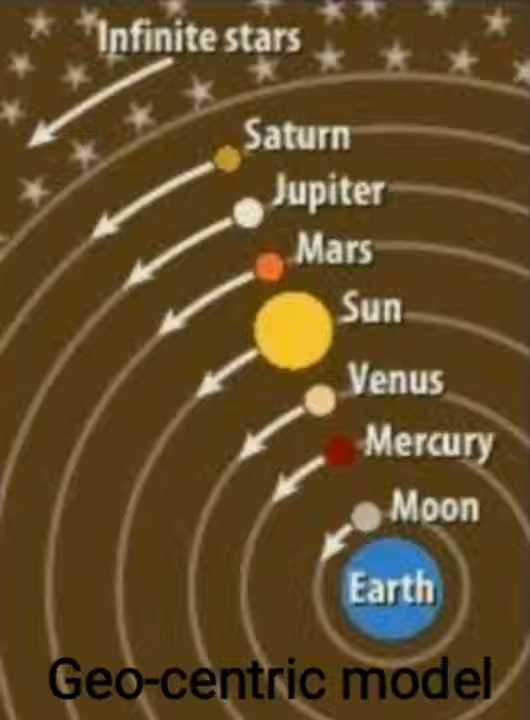 Infinite stars
Saturn
Jupiter
Mars
Sun
Venus
Mercury
Moon
Earth
Geo-centric model